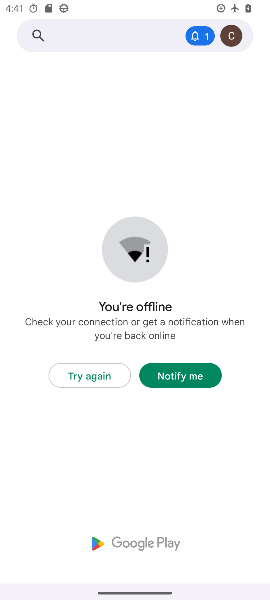 4:41
1
C
You're offline
Check your connection or get a notification when
you're back online
Try again
Notify me
Google Play